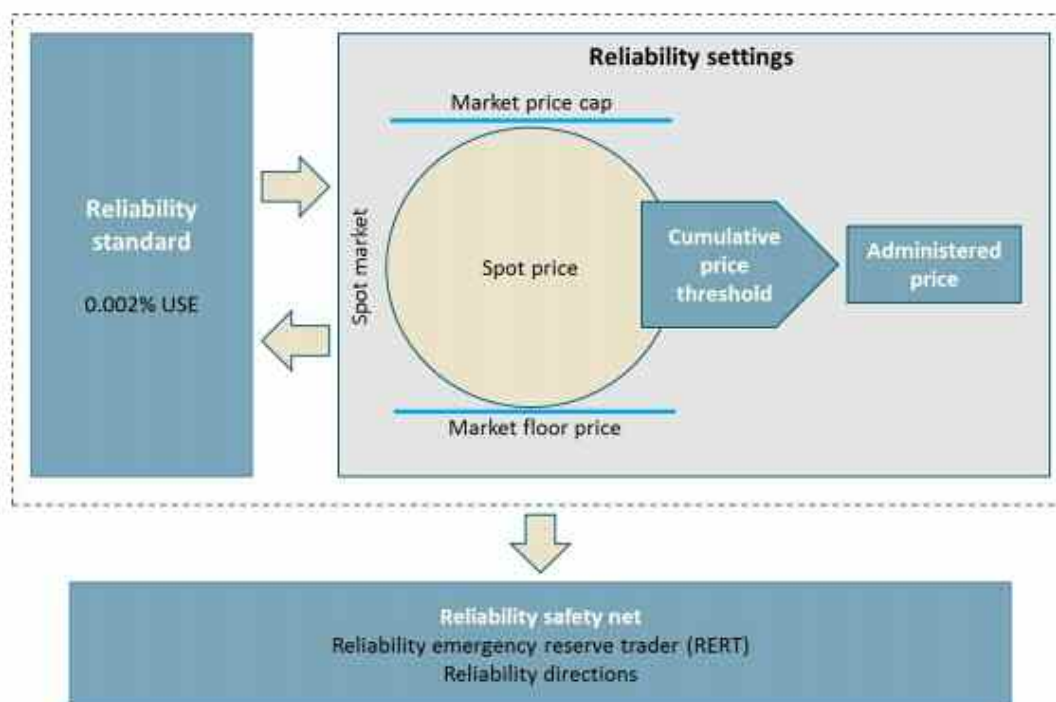 Reliability
standard
0.002% USE
Reliability settings
Market price cap
Spot market
Spot price
Cumulative
price
threshold
Administered
price
Market floor price
Reliability safety net
Reliability emergency reserve trader (RERT)
Reliability directions